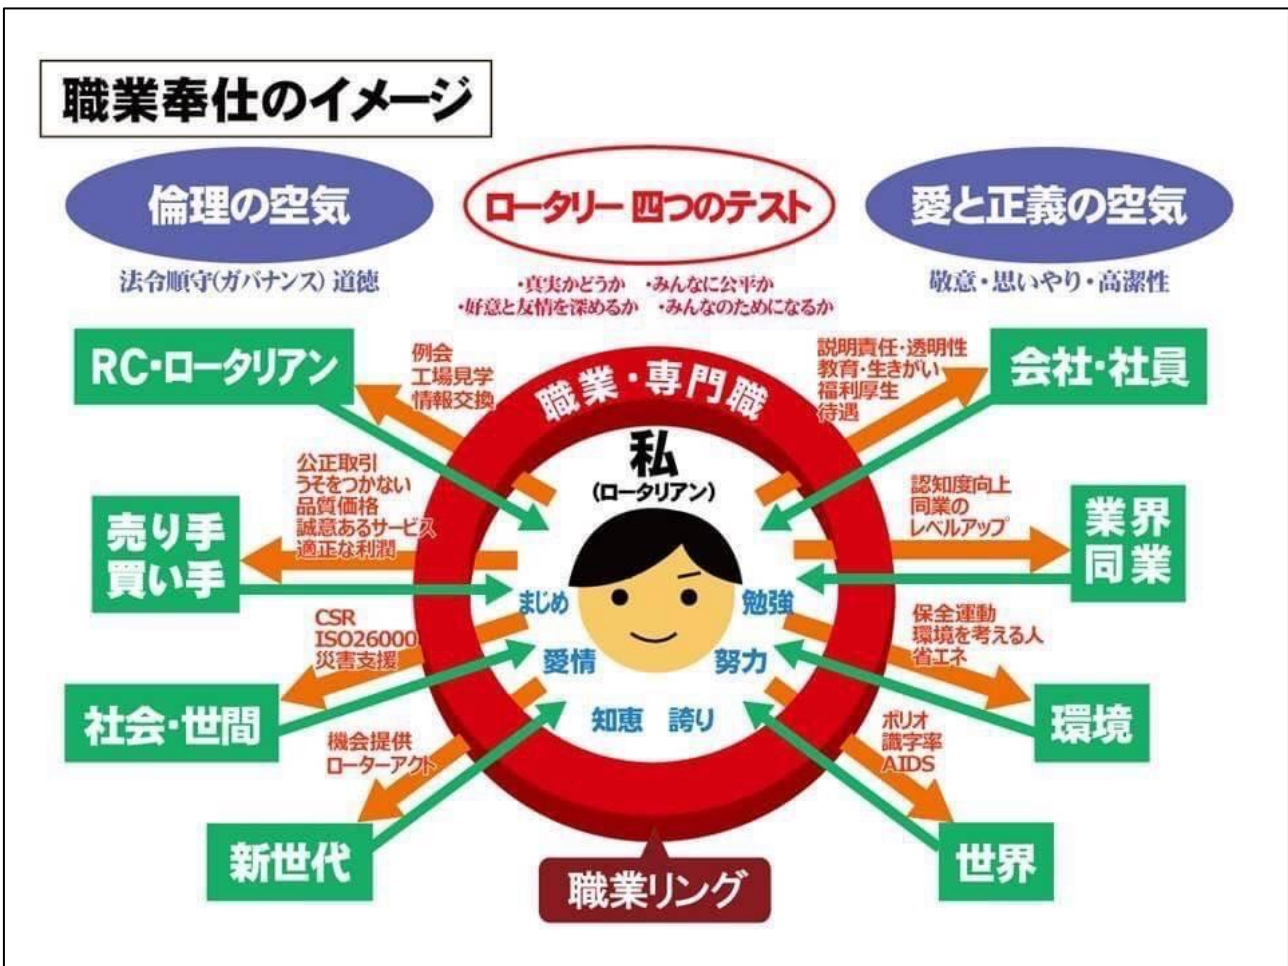 職業奉仕のイメージ
倫理の空気
ロータリー 四つのテスト
愛と正義の空気
法令順守(ガバナンス) 道徳
・真実かどうか ・みんなに公平か
・好意と友情を深めるか ・みんなのためになるか
敬意・思いやり・高潔性
RC・ロータリアン
例会
工場見学
情報交換
職業・専門職
説明責任・透明性
教育・生きがい
福利厚生
待遇
会社・社員
私
(ロータリアン)
売り手
買い手
公正取引
うそをつかない
品質価格
誠意あるサービス
適正な利潤
認知度向上
同業の
レベルアップ
業界
同業
まじめ
勉強
愛情
努力
知恵 誇り
CSR
ISO26000
災害支援
社会・世間
保全運動
環境を考える人
省エネ
環境
機会提供
ローターアクト
新世代
ポリオ
識字率
AIDS
世界
職業リング